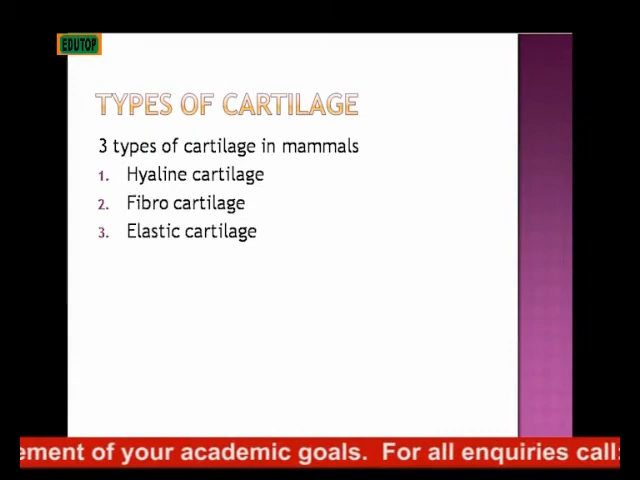 EDUTOP
TYPES OF CARTILAGE
3 types of cartilage in mammals
1. Hyaline cartilage
2. Fibro cartilage
3. Elastic cartilage
ement of your academic goals. For all enquiries call: